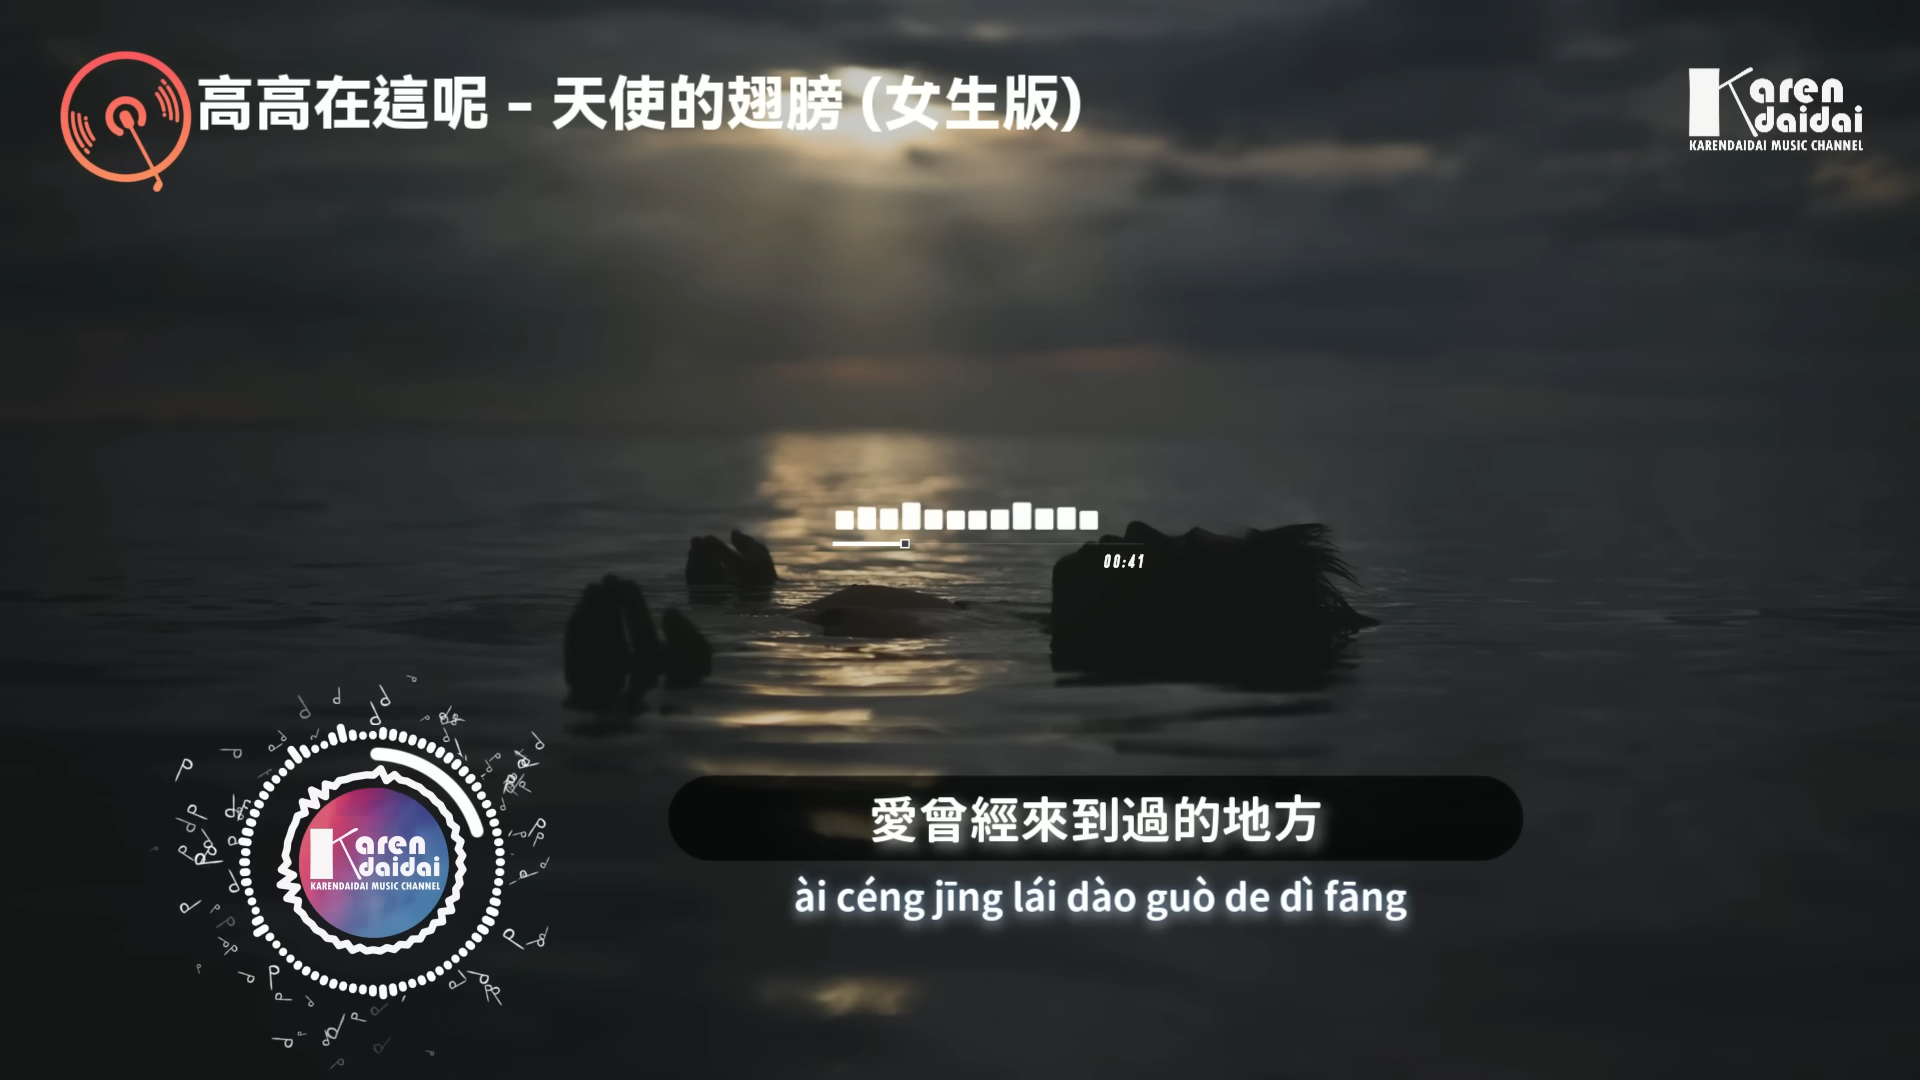 高高在這呢 - 天使的翅膀 (女生版)
Karen
daidai
KARENDAIDAI MUSIC CHANNEL
00:41
愛曾經來到過的地方
ài céng jīng lái dào guò de dì fāng
Karen
daidai
KARENDAIDAI MUSIC CHANNEL